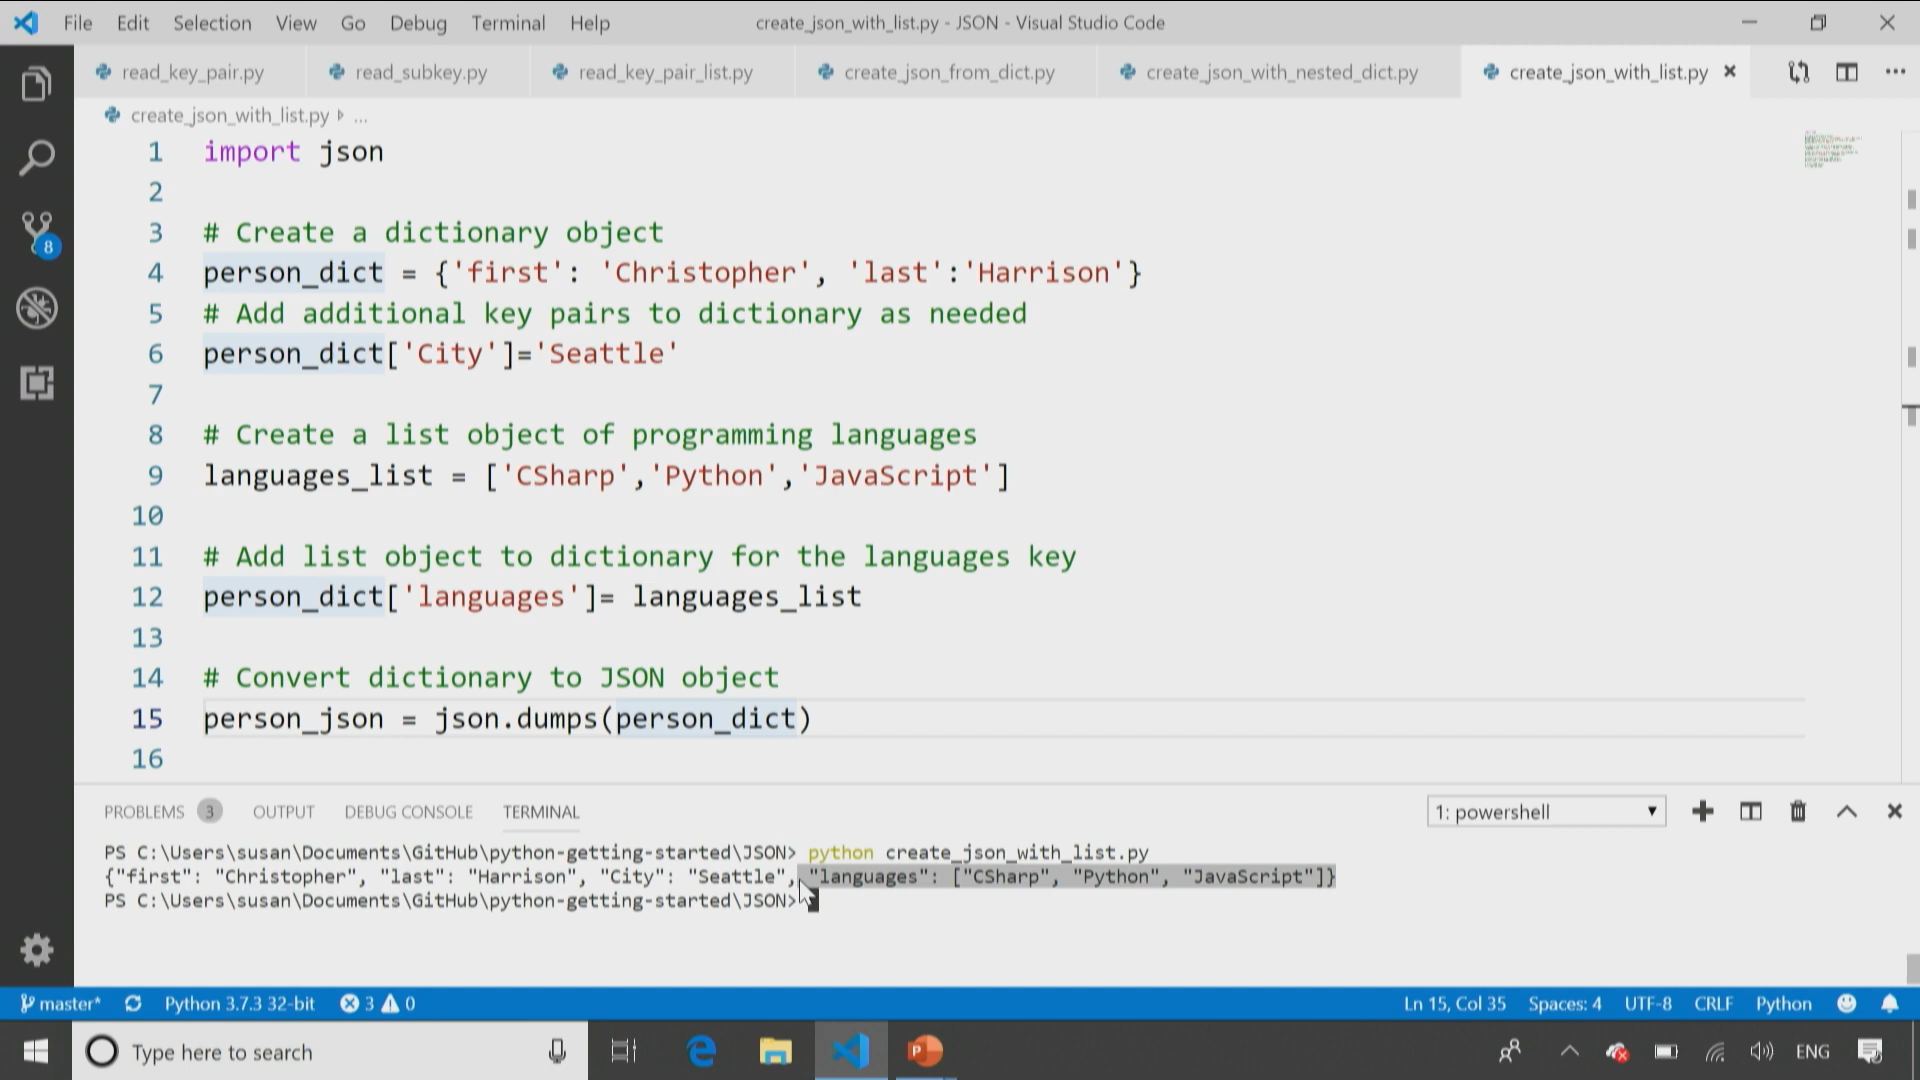 File Edit Selection View Go Debug Terminal Help create_json_with_list.py - JSON - Visual Studio Code
read_key_pair.py read_subkey.py read_key_pair_list.py create_json_from_dict.py create_json_with_nested_dict.py create_json_with_list.py
create_json_with_list.py ...
1 import json
2
3 # Create a dictionary object
4 person_dict = {'first': 'Christopher', 'last':'Harrison'}
5 # Add additional key pairs to dictionary as needed
6 person_dict['City']='Seattle'
7
8 # Create a list object of programming languages
9 languages_list = ['CSharp','Python','JavaScript']
10
11 # Add list object to dictionary for the languages key
12 person_dict['languages']= languages_list
13
14 # Convert dictionary to JSON object
15 person_json = json.dumps(person_dict)
16
8
PROBLEMS 3 OUTPUT DEBUG CONSOLE TERMINAL 1: powershell
PS C:\Users\susan\Documents\GitHub\python-getting-started\JSON> python create_json_with_list.py
{"first": "Christopher", "last": "Harrison", "City": "Seattle", "languages": ["CSharp", "Python", "JavaScript"]}
PS C:\Users\susan\Documents\GitHub\python-getting-started\JSON>
master* Python 3.7.3 32-bit 3 0 Ln 15, Col 35 Spaces: 4 UTF-8 CRLF Python
Type here to search P ENG